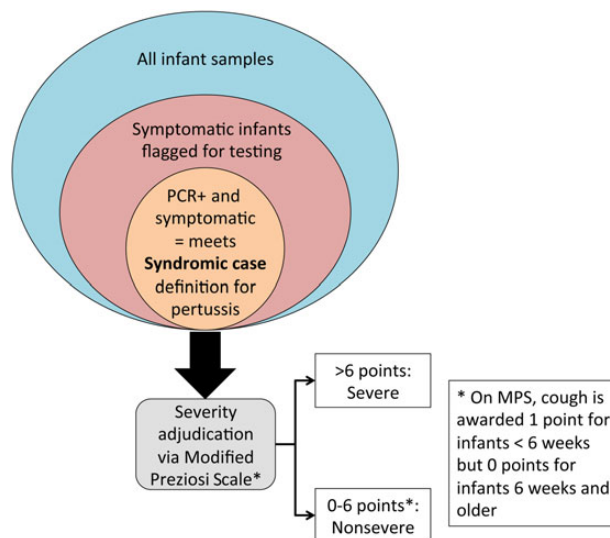 All infant samples
Symptomatic infants
flagged for testing
PCR+ and
symptomatic
= meets
Syndromic case
definition for
pertussis
Severity
adjudication
via Modified
Preziosi Scale*
>6 points:
Severe
0-6 points*:
Nonsevere
* On MPS, cough is
awarded 1 point for
infants < 6 weeks
but 0 points for
infants 6 weeks and
older